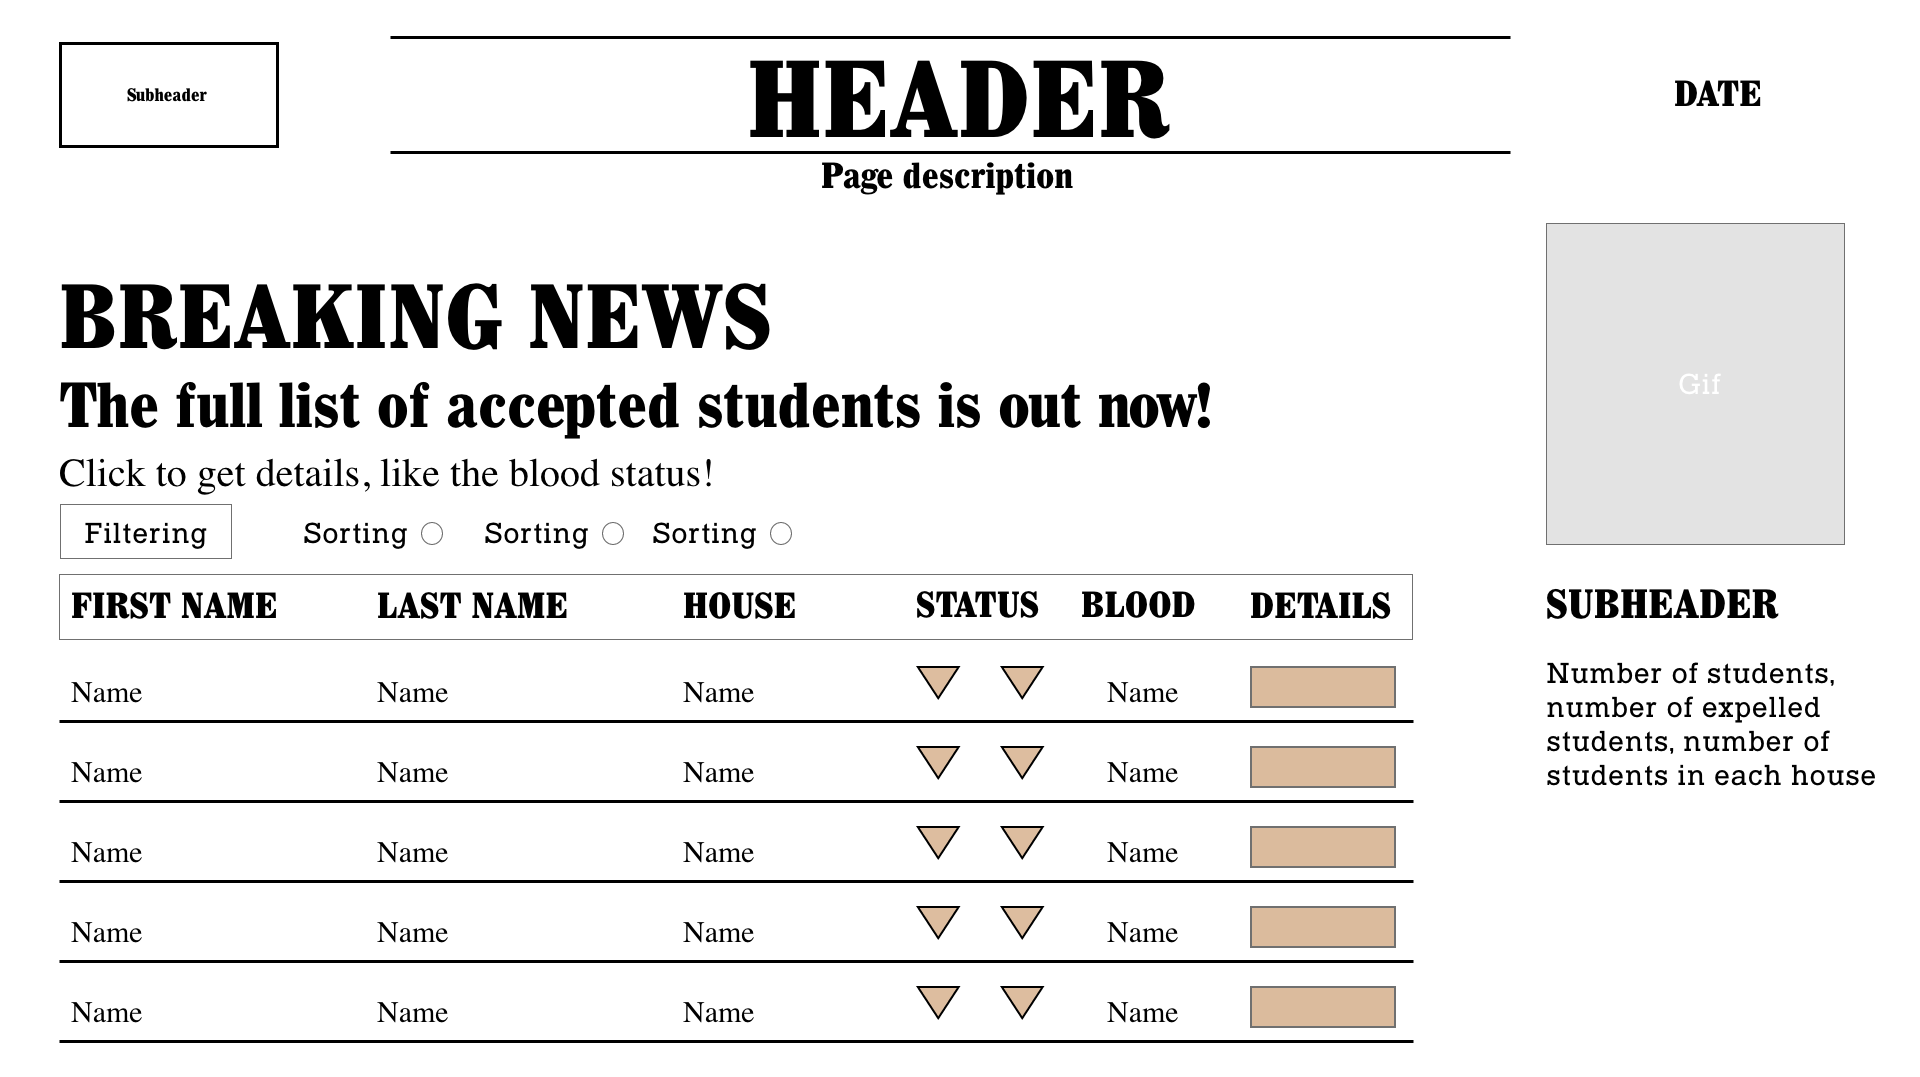 Subheader
HEADER
DATE
Page description
BREAKING NEWS
The full list of accepted students is out now!
Click to get details, like the blood status!
Gif
Filtering
Sorting
Sorting
Sorting
FIRST NAME LAST NAME HOUSE STATUS BLOOD DETAILS
Name Name Name Name
Name Name Name Name
Name Name Name Name
Name Name Name Name
Name Name Name Name
SUBHEADER
Number of students,
number of expelled
students, number of
students in each house